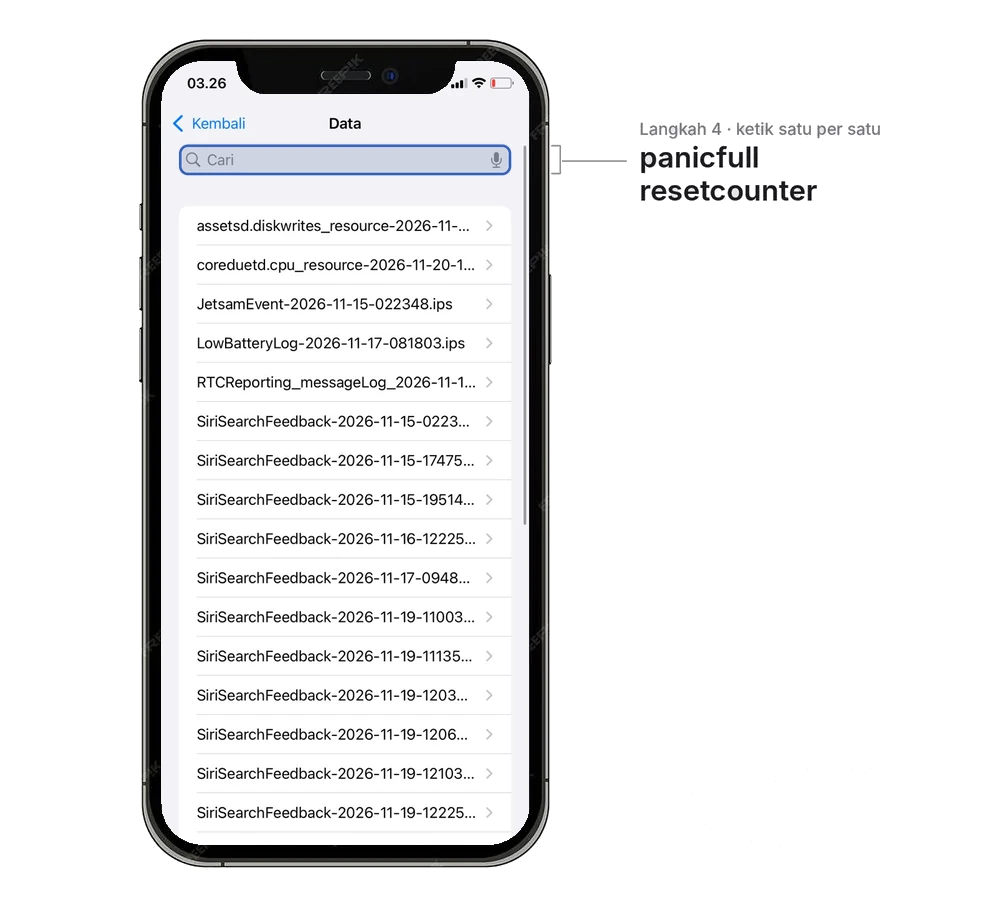 03.26
Kembali
Data
Cari
assetsd.diskwrites_resource-2026-11-...
coreduetd.cpu_resource-2026-11-20-1...
JetsamEvent-2026-11-15-022348.ips
LowBatteryLog-2026-11-17-081803.ips
RTCReporting_messageLog_2026-11-1...
SiriSearchFeedback-2026-11-15-0223...
SiriSearchFeedback-2026-11-15-17475...
SiriSearchFeedback-2026-11-15-19514...
SiriSearchFeedback-2026-11-16-12225...
SiriSearchFeedback-2026-11-17-0948...
SiriSearchFeedback-2026-11-19-11003...
SiriSearchFeedback-2026-11-19-11135...
SiriSearchFeedback-2026-11-19-1203...
SiriSearchFeedback-2026-11-19-1206...
SiriSearchFeedback-2026-11-19-12103...
SiriSearchFeedback-2026-11-19-12225...
Langkah 4 · ketik satu per satu
panicfull
resetcounter